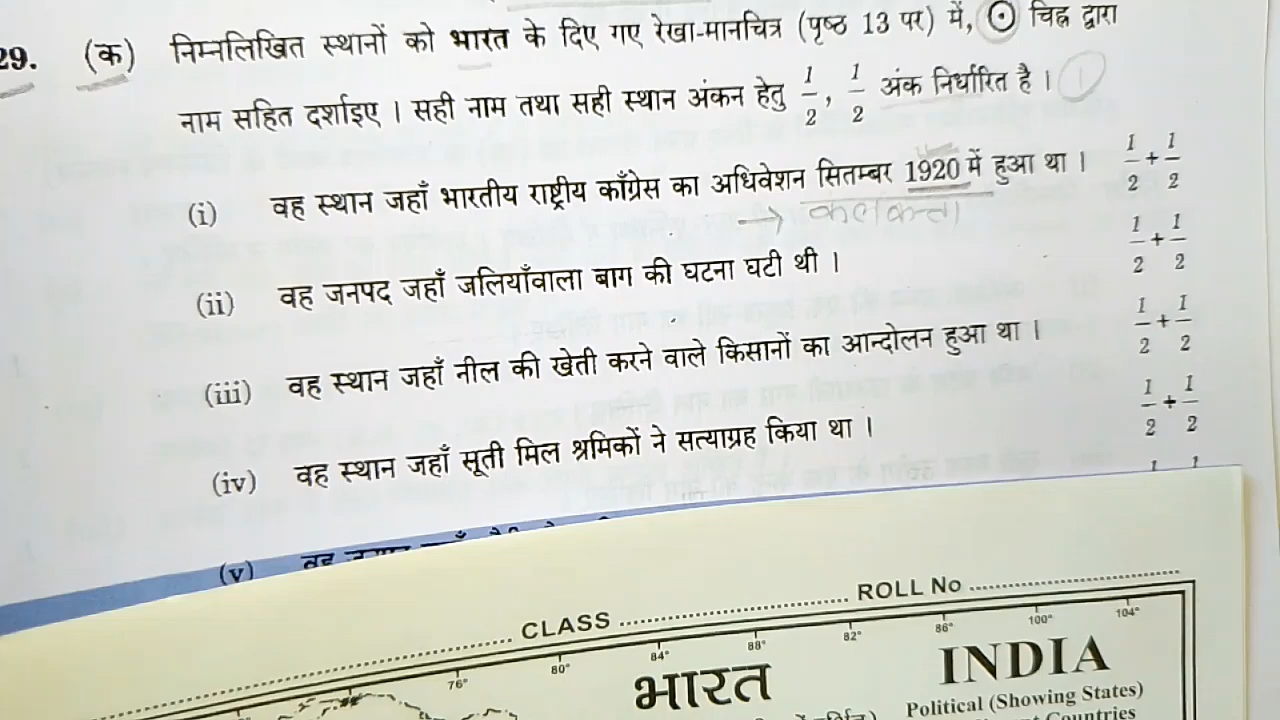 29. (क) निम्नलिखित स्थानों को भारत के दिए गए रेखा-मानचित्र (पृष्ठ 13 पर) में, ⊙ चिह्न द्वारा
नाम सहित दर्शाइए । सही नाम तथा सही स्थान अंकन हेतु 1/2, 1/2 अंक निर्धारित है । 1
(i) वह स्थान जहाँ भारतीय राष्ट्रीय काँग्रेस का अधिवेशन सितम्बर 1920 में हुआ था । 1/2 + 1/2
→ कलकत्ता
(ii) वह जनपद जहाँ जलियाँवाला बाग की घटना घटी थी । 1/2 + 1/2
(iii) वह स्थान जहाँ नील की खेती करने वाले किसानों का आन्दोलन हुआ था । 1/2 + 1/2
(iv) वह स्थान जहाँ सूती मिल श्रमिकों ने सत्याग्रह किया था । 1/2 + 1/2
(v) वह
CLASS ROLL No
76° 80° 84° 88° 82° 86° 100° 104°
भारत INDIA
Political (Showing States)
Countries